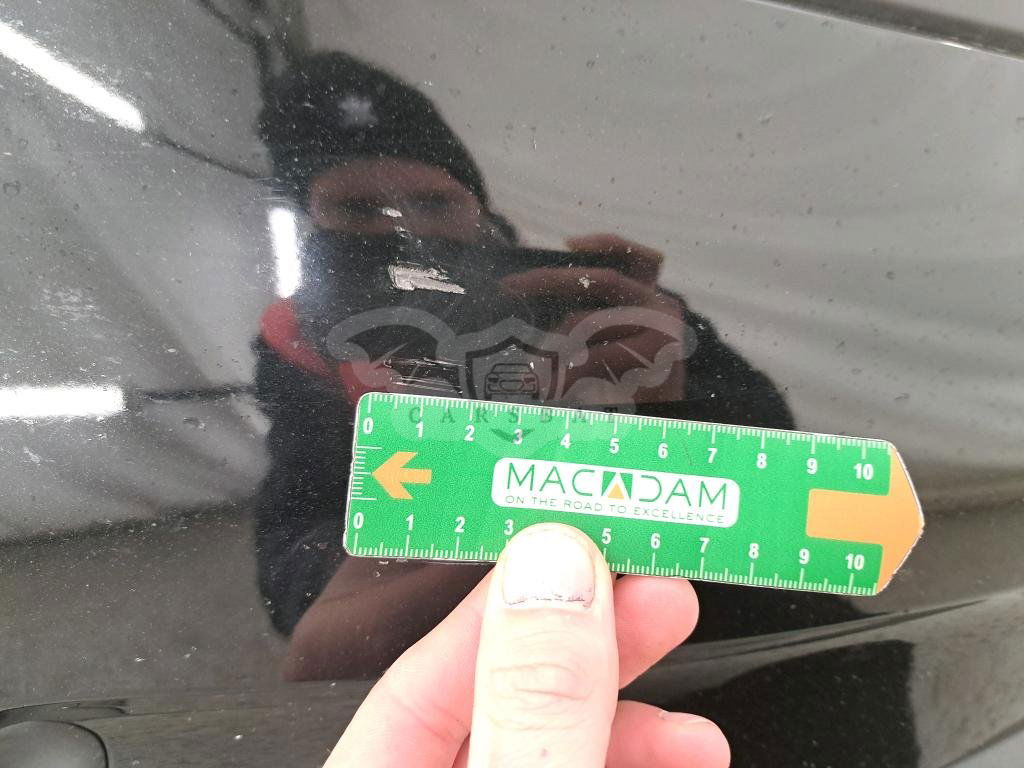 CARSBAT
0 1 2 3 4 5 6 7 8 9 10
MACADAM
ON THE ROAD TO EXCELLENCE
0 1 2 3 5 6 7 8 9 10